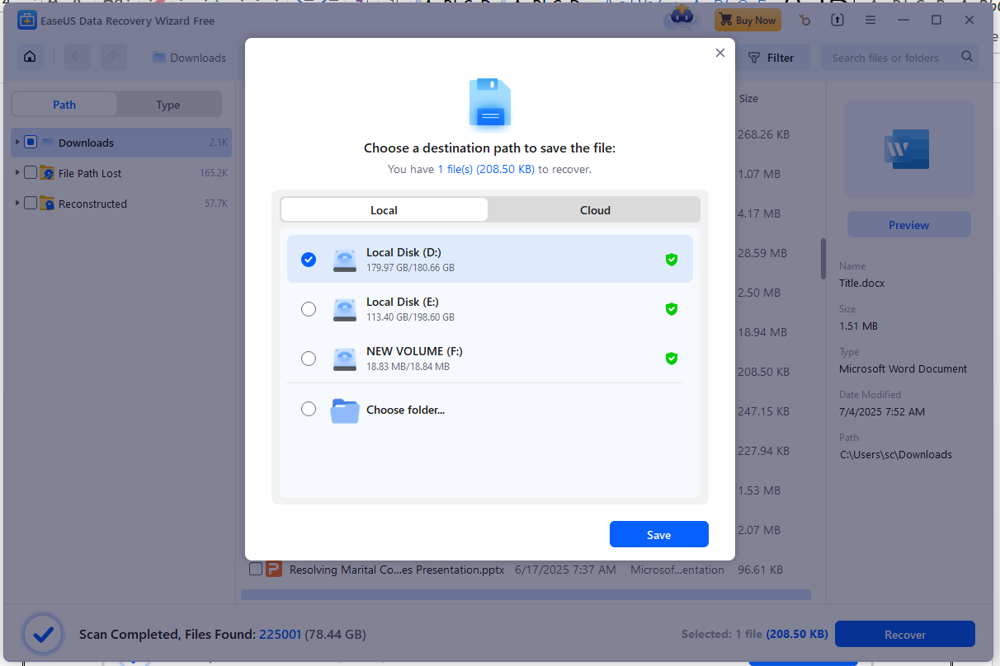 EaseUS Data Recovery Wizard Free
Buy Now
Downloads
Filter
Search files or folders
Path
Type
Downloads 2.1K
File Path Lost 165.2K
Reconstructed 57.7K
Choose a destination path to save the file:
You have 1 file(s) (208.50 KB) to recover.
Local
Cloud
Local Disk (D:)
179.97 GB/180.66 GB
Local Disk (E:)
113.40 GB/198.60 GB
NEW VOLUME (F:)
18.83 MB/18.84 MB
Choose folder...
Save
Size
268.26 KB
1.07 MB
4.17 MB
28.59 MB
2.50 MB
18.94 MB
208.50 KB
247.15 KB
227.94 KB
1.53 MB
2.07 MB
Resolving Marital Co...es Presentation.pptx 6/17/2025 7:37 AM Microsof...entation 96.61 KB
W
Preview
Name
Title.docx
Size
1.51 MB
Type
Microsoft Word Document
Date Modified
7/4/2025 7:52 AM
Path
C:\Users\sc\Downloads
Scan Completed, Files Found: 225001 (78.44 GB)
Selected: 1 file (208.50 KB)
Recover